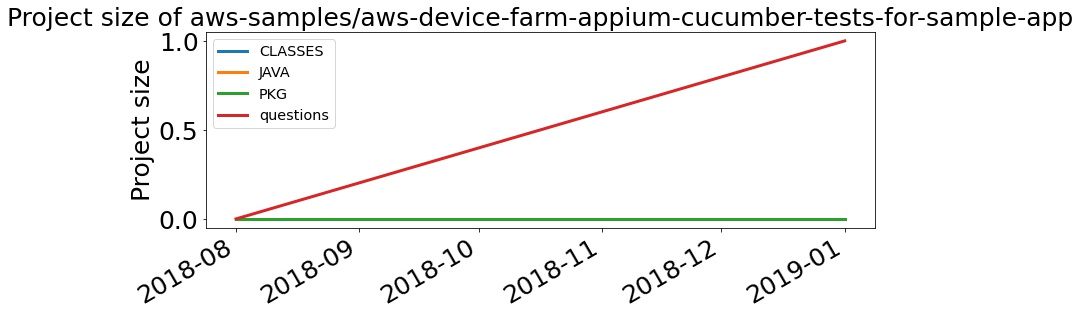 Project size of aws-samples/aws-device-farm-appium-cucumber-tests-for-sample-app
Project size
1.0
0.5
0.0
CLASSES
JAVA
PKG
questions
2018-08
2018-09
2018-10
2018-11
2018-12
2019-01